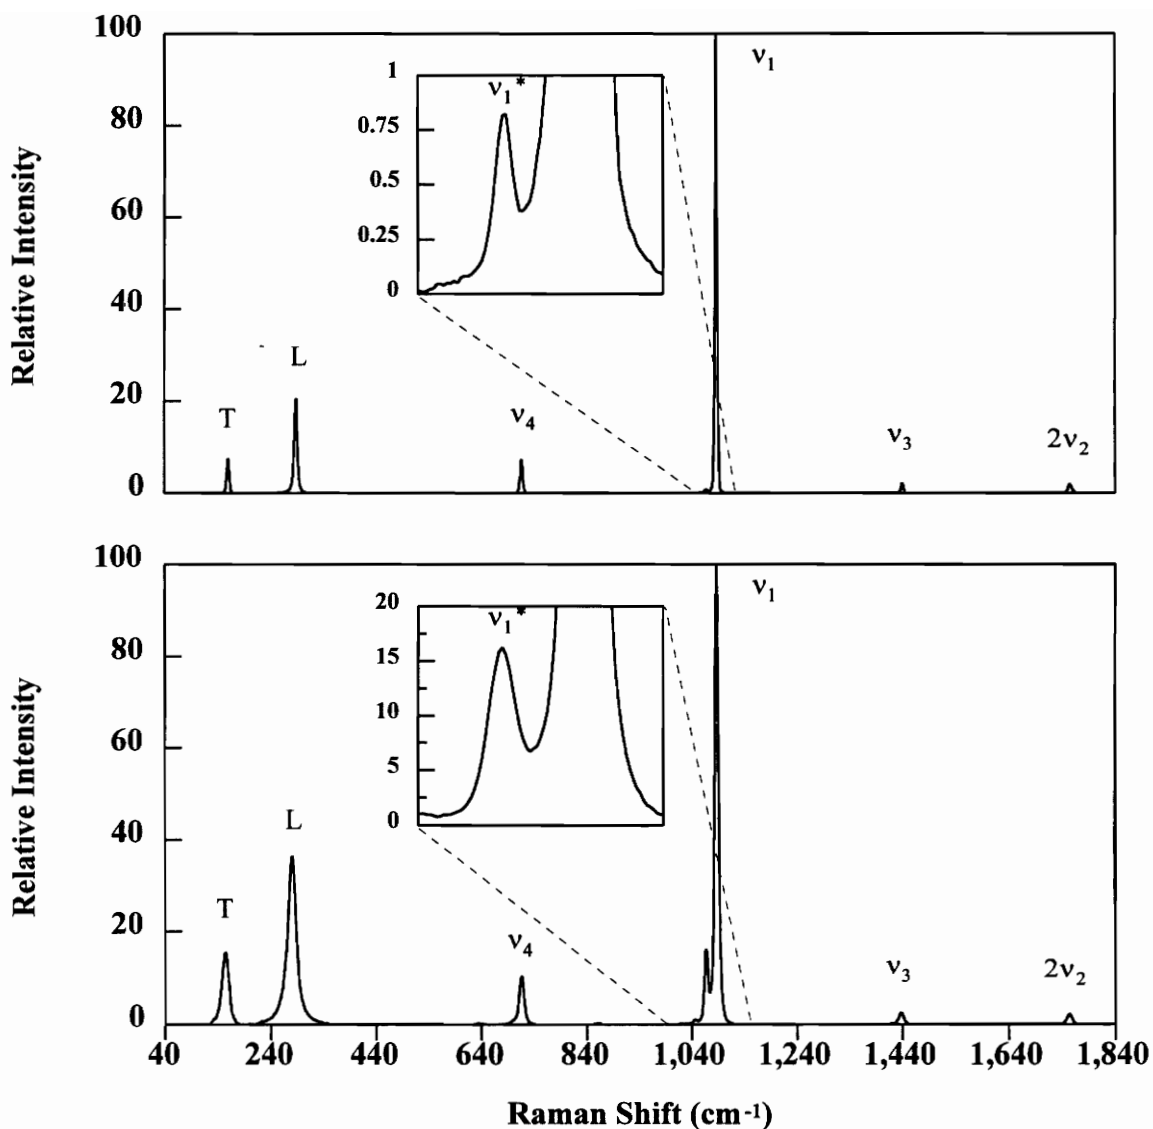 100
80
60
40
20
0
Relative Intensity
1
0.75
0.5
0.25
0
ν1*
ν1
T
L
ν4
ν3
2ν2
100
80
60
40
20
0
Relative Intensity
20
15
10
5
0
ν1*
ν1
T
L
ν4
ν3
2ν2
40 240 440 640 840 1,040 1,240 1,440 1,640 1,840
Raman Shift (cm-1)